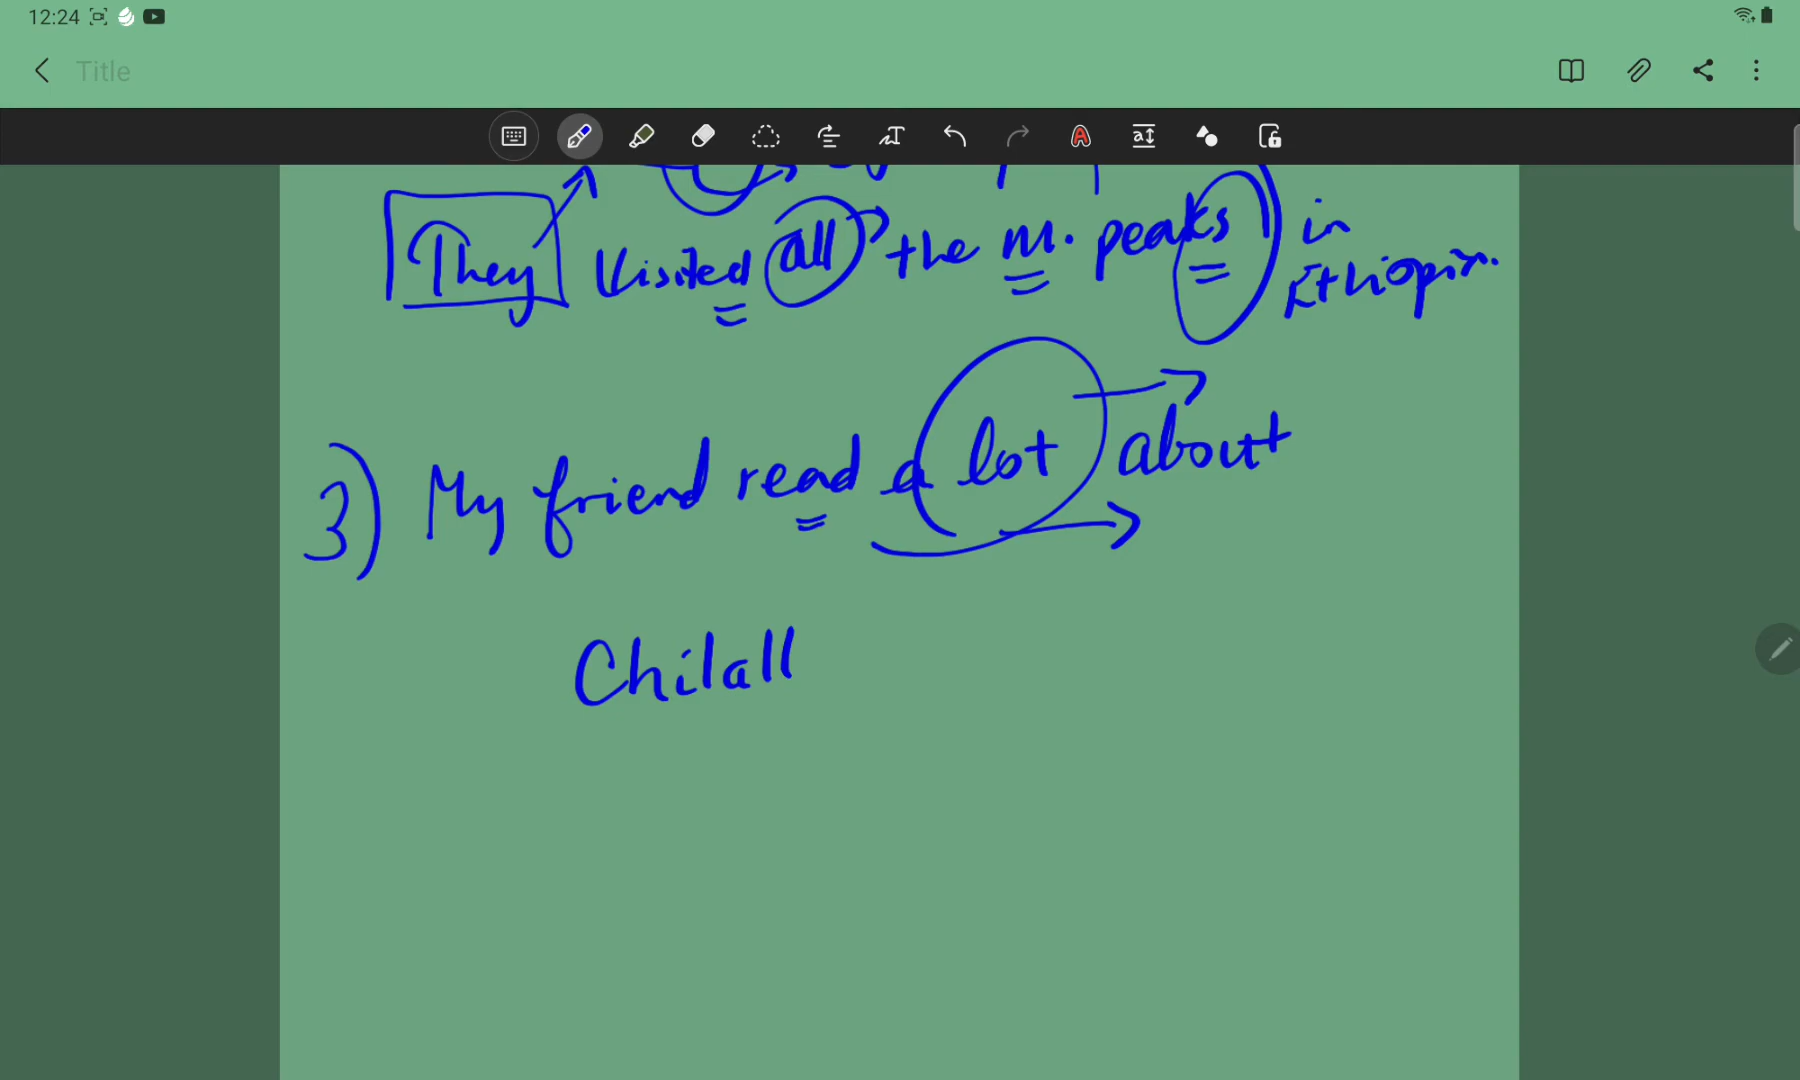 12:24
Title
They visited all the m. peaks in
Ethiopia.
3) My friend read a lot about
Chilall